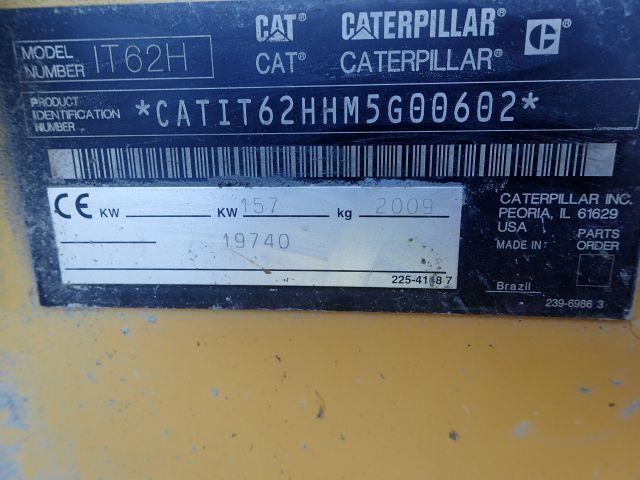 CAT® CATERPILLAR® C
MODEL NUMBER IT62H
CAT® CATERPILLAR®
PRODUCT IDENTIFICATION NUMBER *CATIT62HHM5G00602*
CE KW KW 157 kg 2009
19740
225-4148 7
CATERPILLAR INC.
PEORIA, IL 61629
USA PARTS
MADE IN: ORDER
Brazil
239-6986 3